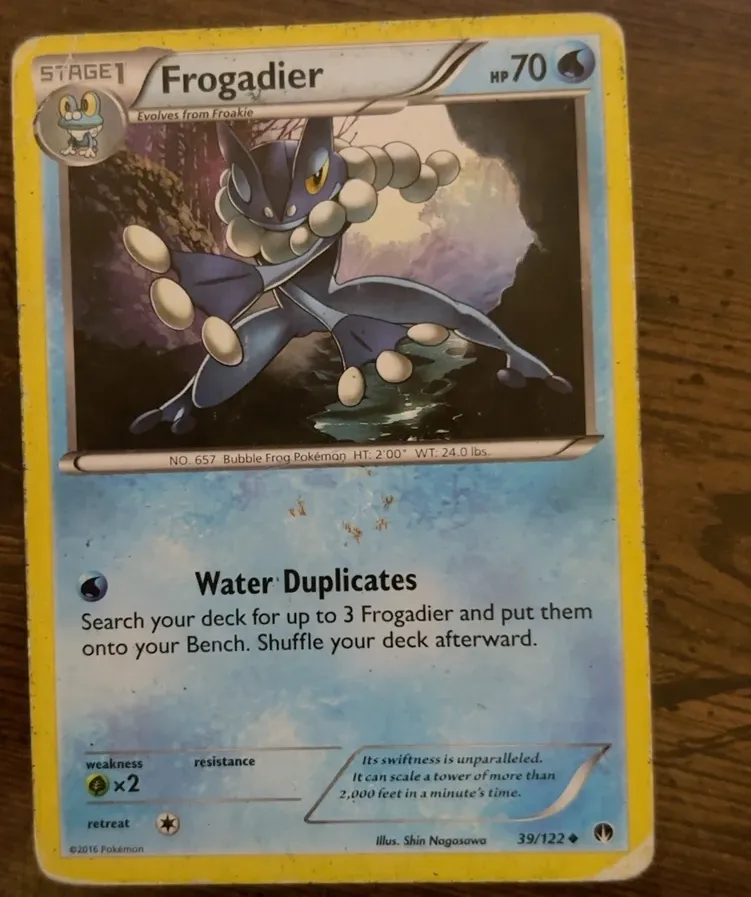 STAGE1
Frogadier
HP70
Evolves from Froakie
NO. 657 Bubble Frog Pokémon HT: 2'00" WT: 24.0 lbs.
Water Duplicates
Search your deck for up to 3 Frogadier and put them
onto your Bench. Shuffle your deck afterward.
weakness
×2
resistance
retreat
Its swiftness is unparalleled.
It can scale a tower of more than
2,000 feet in a minute's time.
©2016 Pokémon
Illus. Shin Nagasawa
39/122